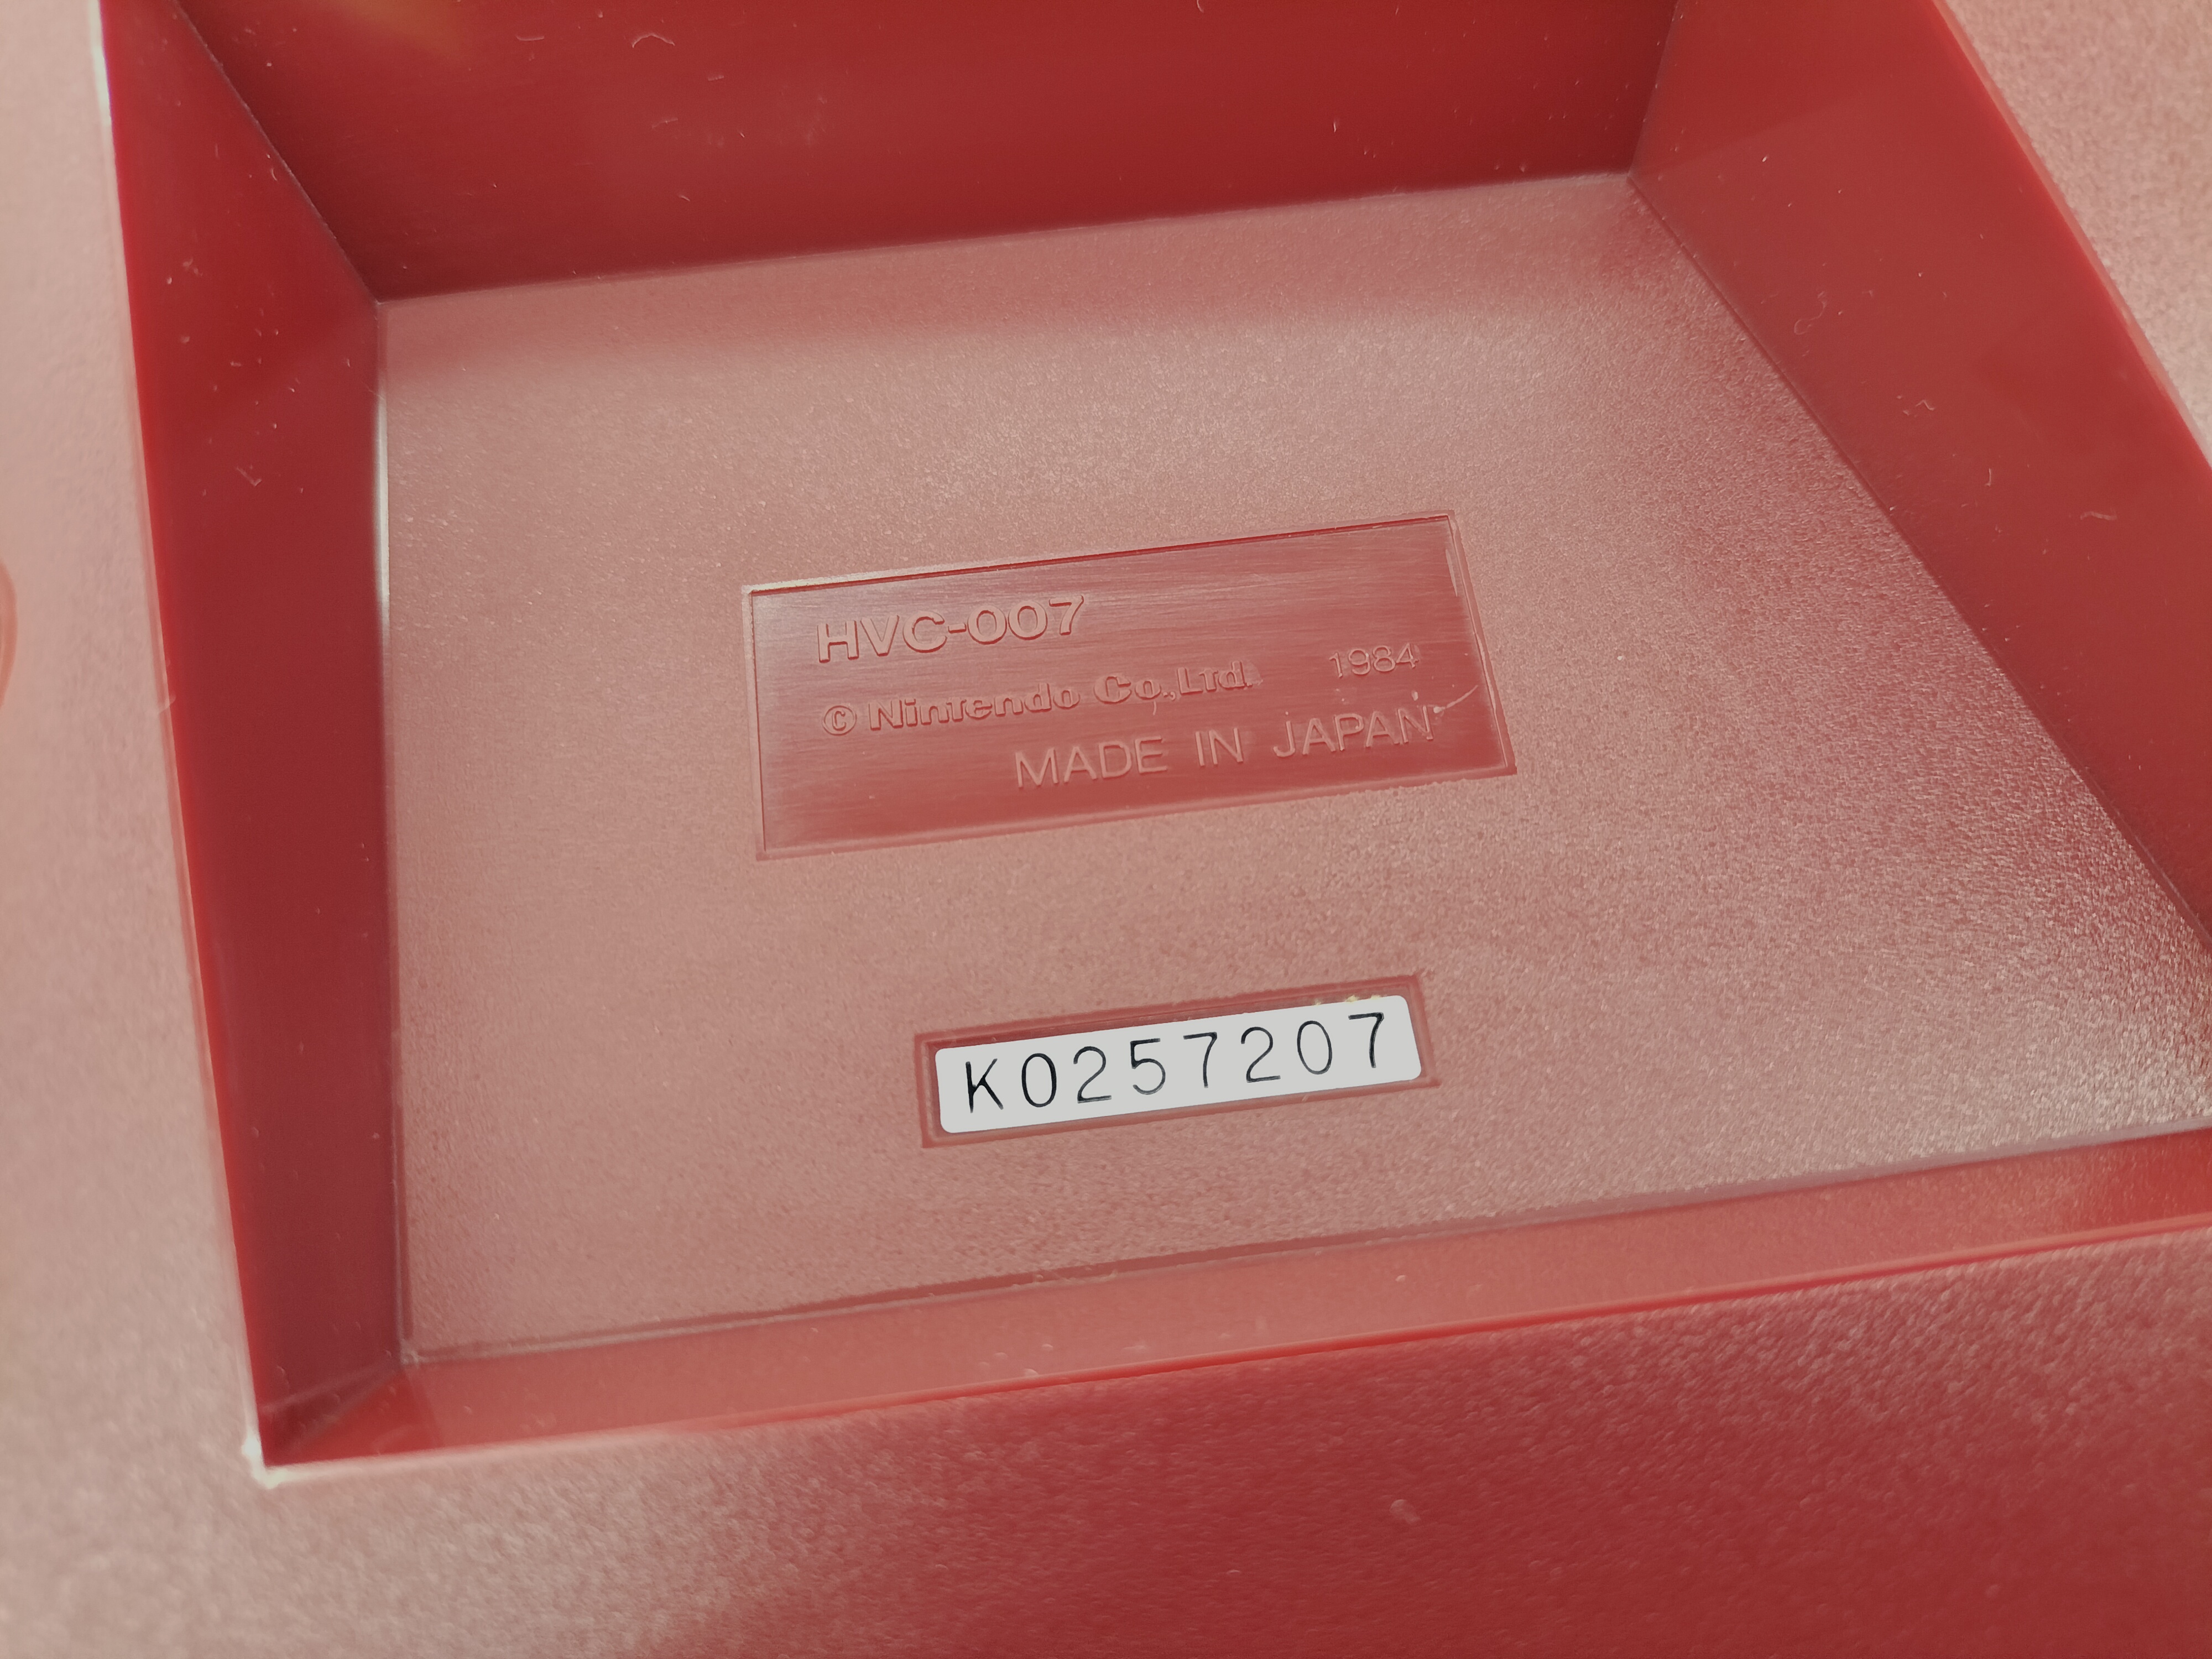 HVC-007
© Nintendo Co.,Ltd. 1984
MADE IN JAPAN
K0257207